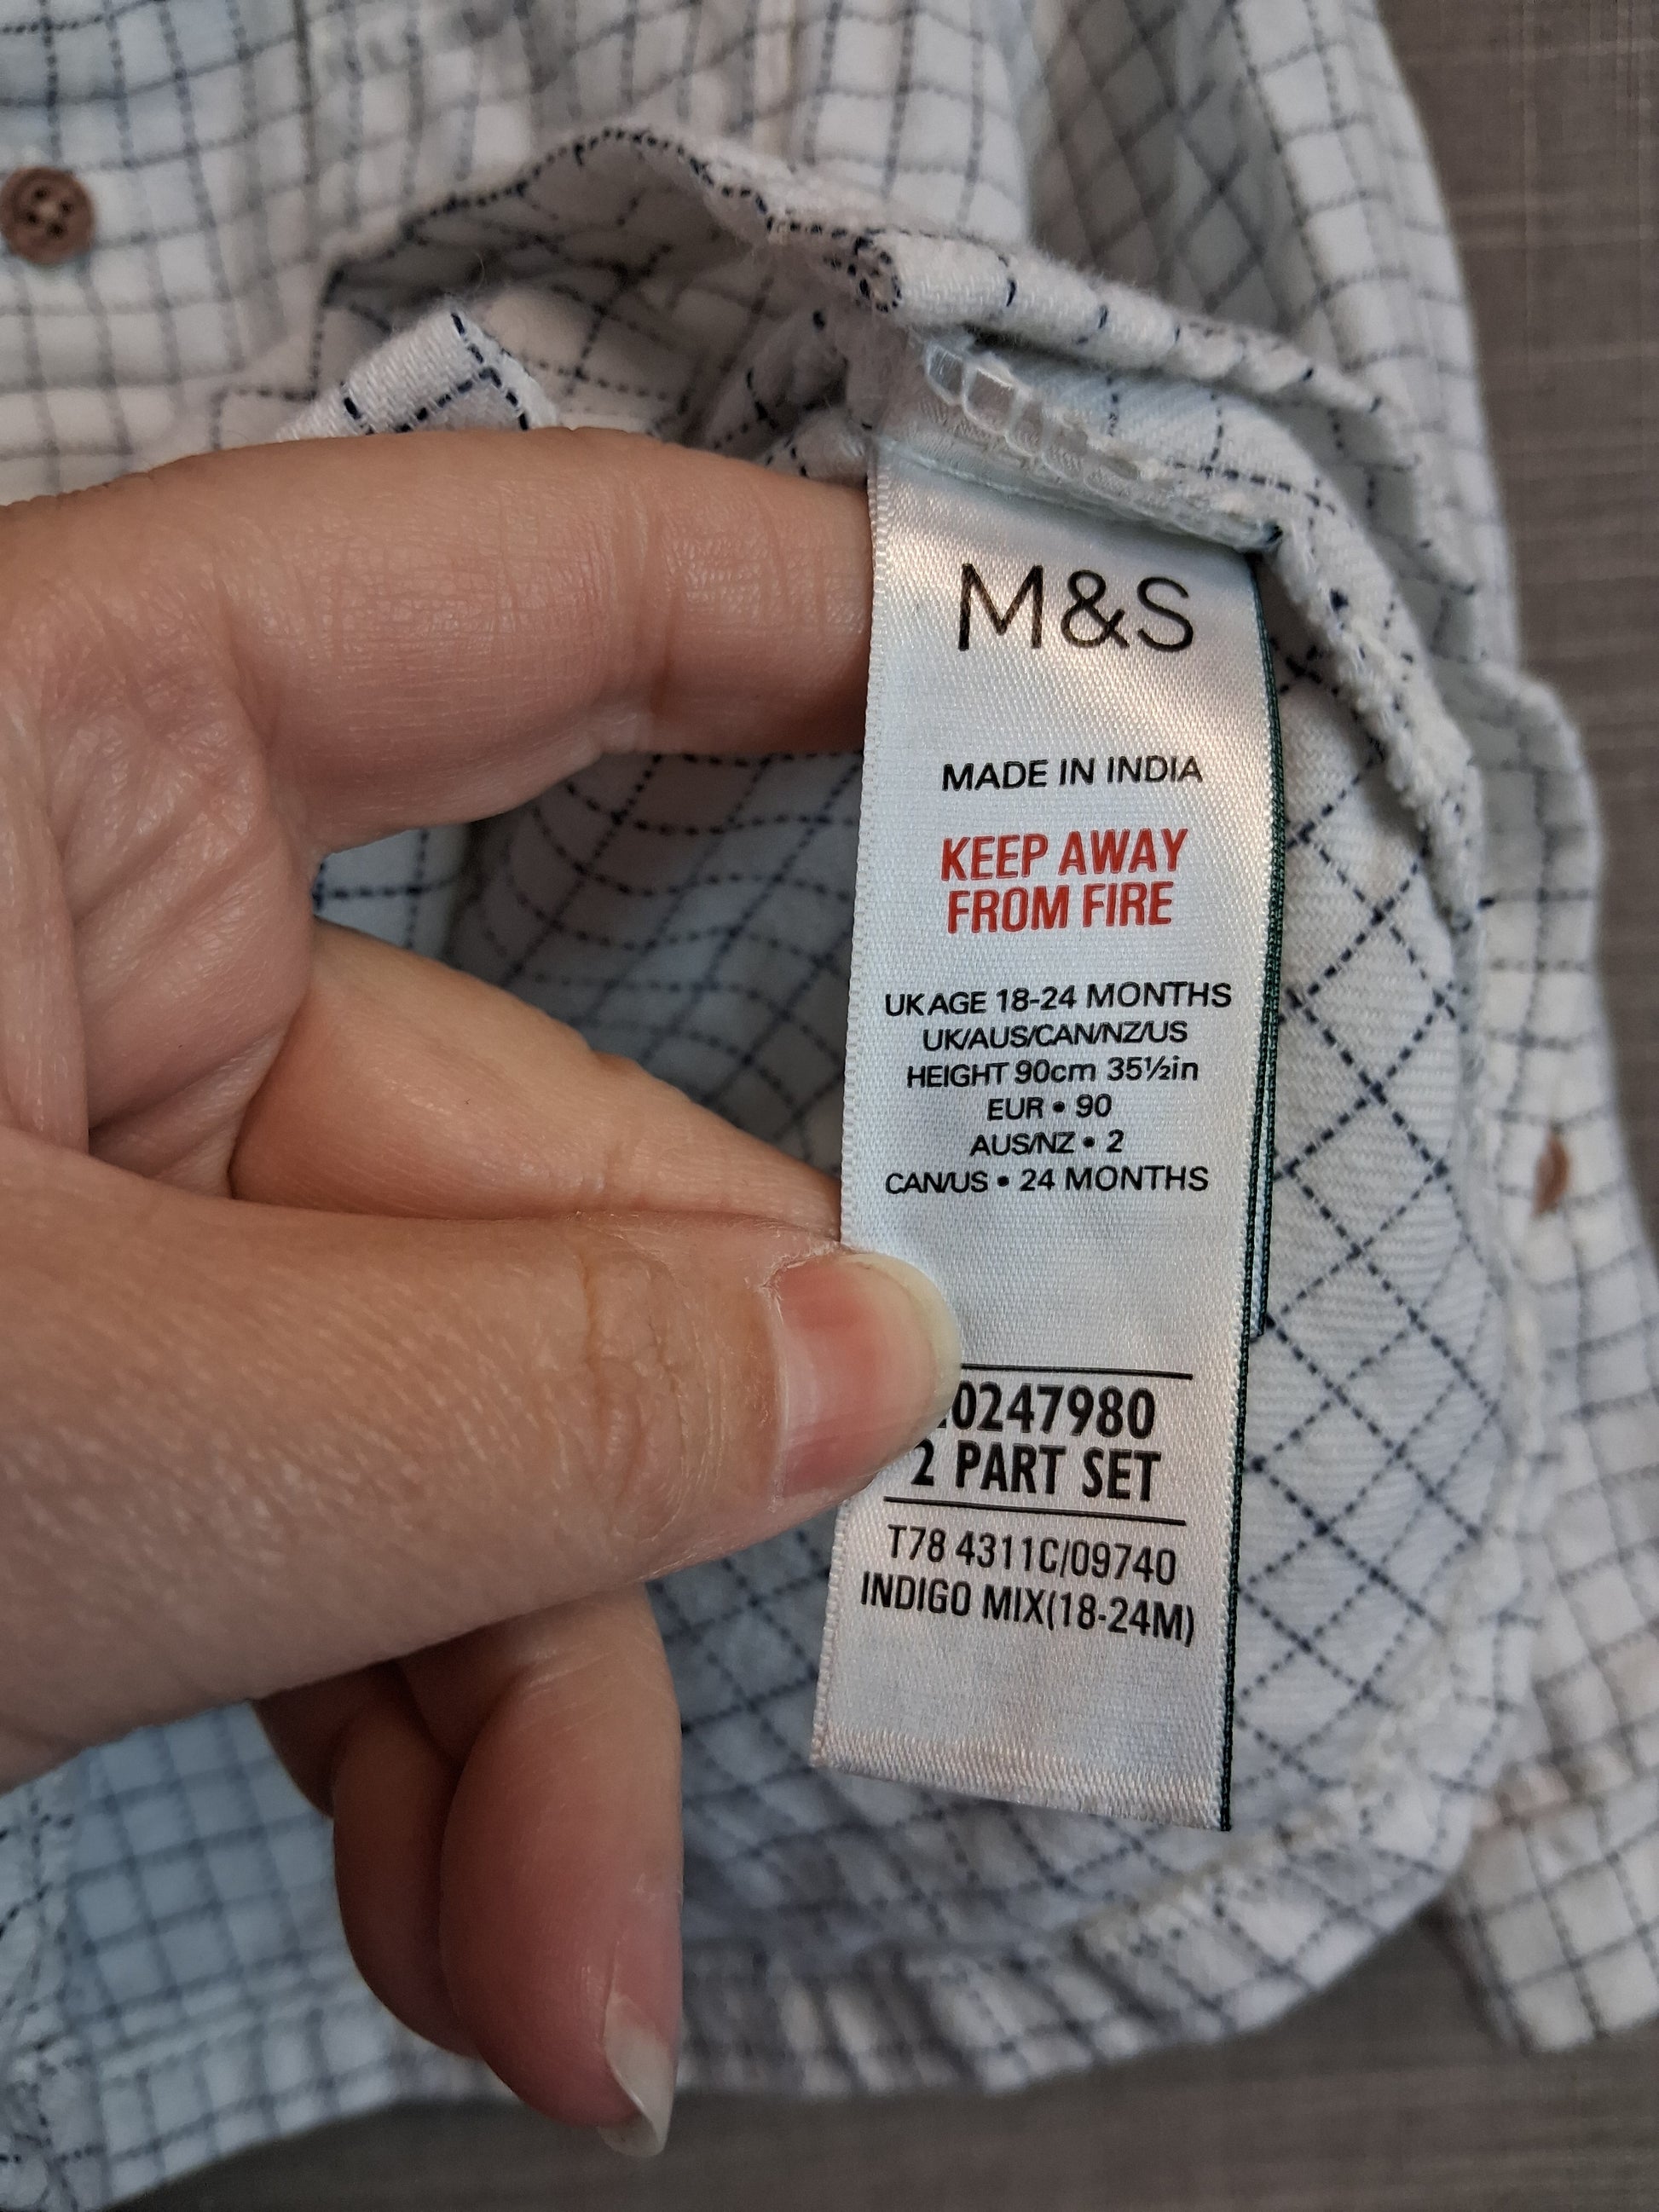 M&S
MADE IN INDIA
KEEP AWAY
FROM FIRE
UK AGE 18-24 MONTHS
UK/AUS/CAN/NZ/US
HEIGHT 90cm 35½in
EUR • 90
AUS/NZ • 2
CAN/US • 24 MONTHS
0247980
2 PART SET
T78 4311C/09740
INDIGO MIX(18-24M)